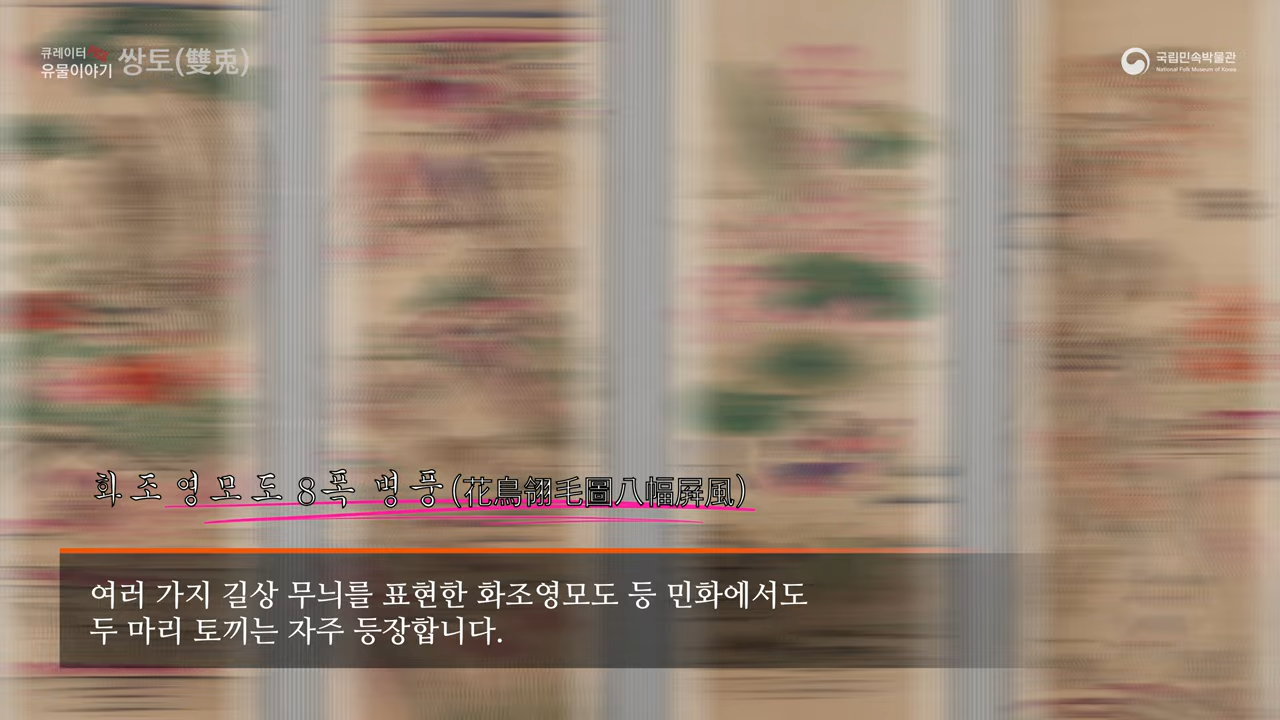 큐레이터
유물이야기
쌍토(雙兎)
국립민속박물관
National Folk Museum of Korea
화조영모도 8폭 병풍(花鳥翎毛圖八幅屛風)
여러 가지 길상 무늬를 표현한 화조영모도 등 민화에서도
두 마리 토끼는 자주 등장합니다.